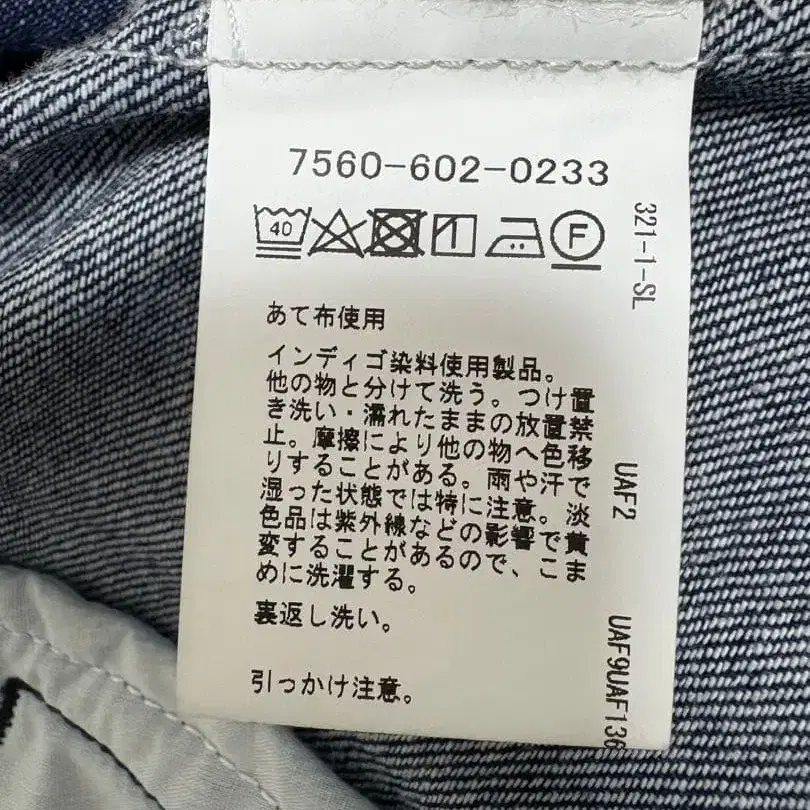 7560-602-0233
40
F
あて布使用
インディゴ染料使用製品。
他の物と分けて洗う。つけ置
き洗い・濡れたままの放置禁
止。摩擦により他の物へ色移
りすることがある。雨や汗で
湿った状態では特に注意。淡
色品は紫外線などの影響で黄
変することがあるので、こま
めに洗濯する。
裏返し洗い。
引っかけ注意。
321-1-SL
UAF2
UAF9UAF136